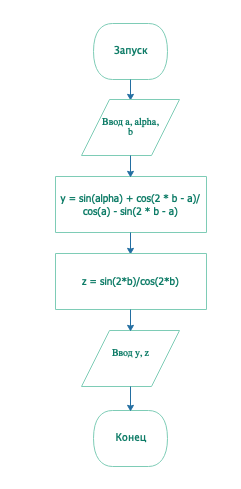 Запуск
Ввод a, alpha,
b
y = sin(alpha) + cos(2 * b - a)/
cos(a) - sin(2 * b - a)
z = sin(2*b)/cos(2*b)
Ввод y, z
Конец